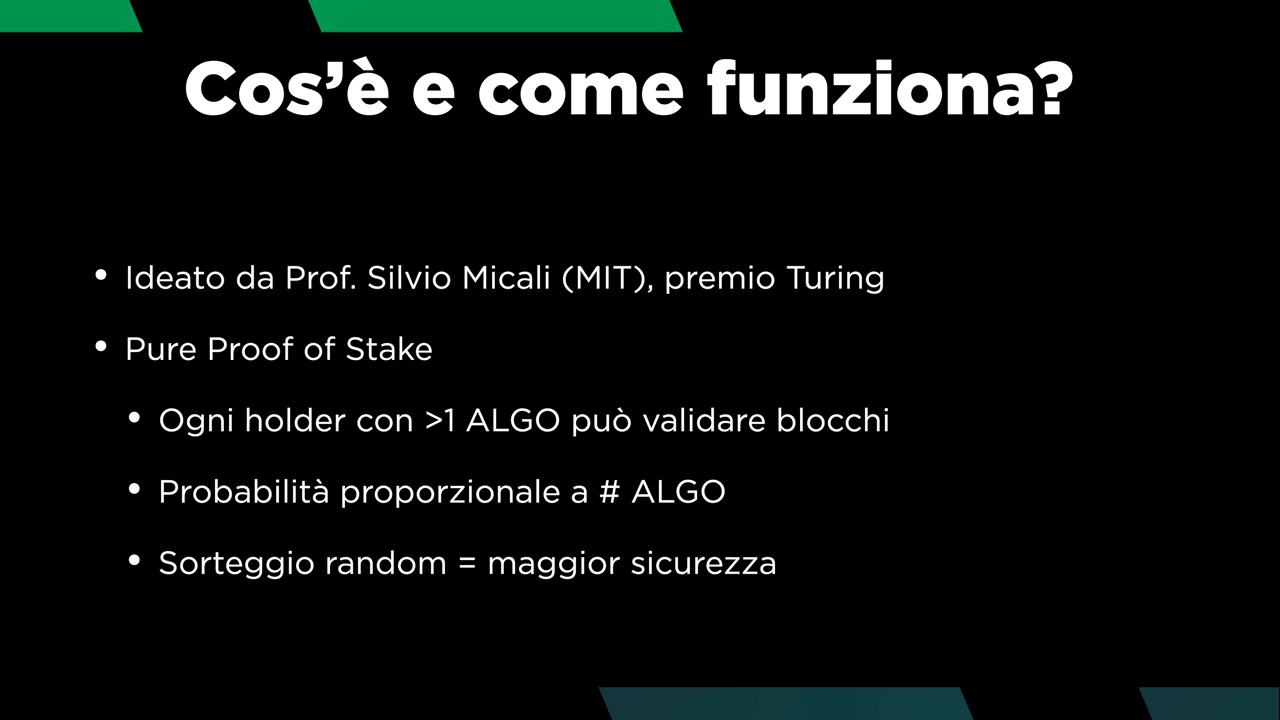 Cos’è e come funziona?
• Ideato da Prof. Silvio Micali (MIT), premio Turing
• Pure Proof of Stake
• Ogni holder con >1 ALGO può validare blocchi
• Probabilità proporzionale a # ALGO
• Sorteggio random = maggior sicurezza